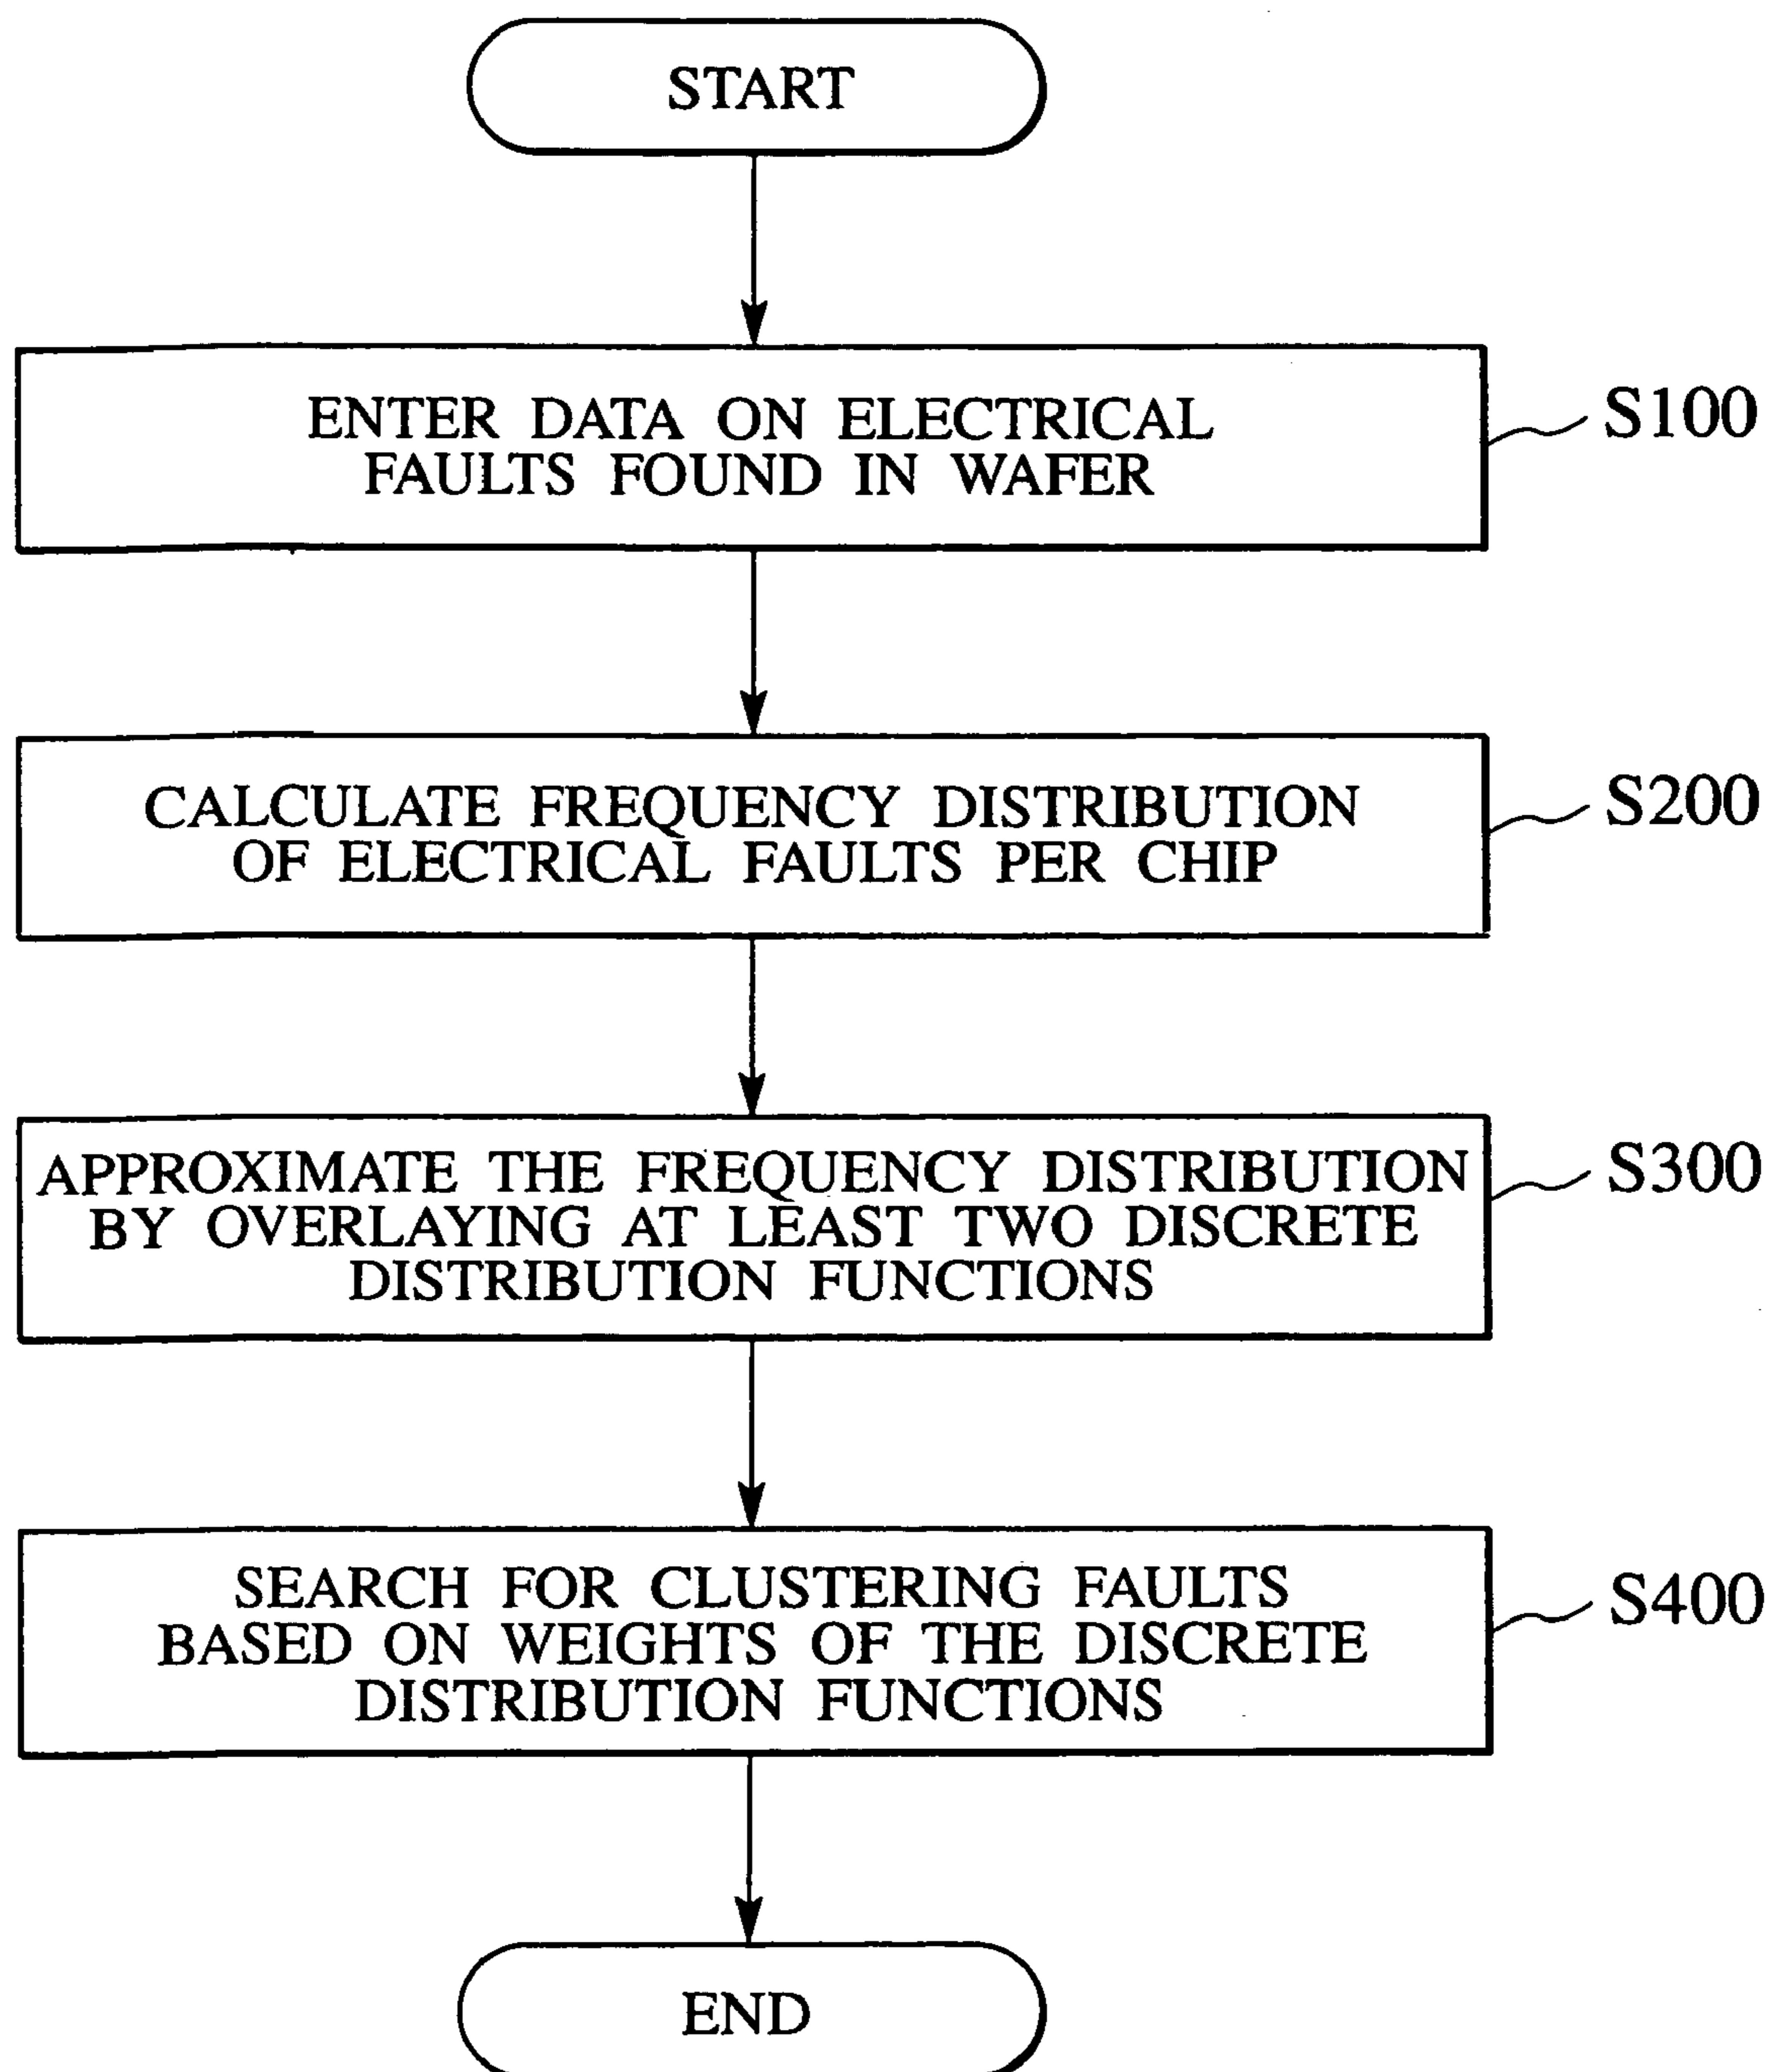 START
ENTER DATA ON ELECTRICAL
FAULTS FOUND IN WAFER
S100
CALCULATE FREQUENCY DISTRIBUTION
OF ELECTRICAL FAULTS PER CHIP
S200
APPROXIMATE THE FREQUENCY DISTRIBUTION
BY OVERLAYING AT LEAST TWO DISCRETE
DISTRIBUTION FUNCTIONS
S300
SEARCH FOR CLUSTERING FAULTS
BASED ON WEIGHTS OF THE DISCRETE
DISTRIBUTION FUNCTIONS
S400
END